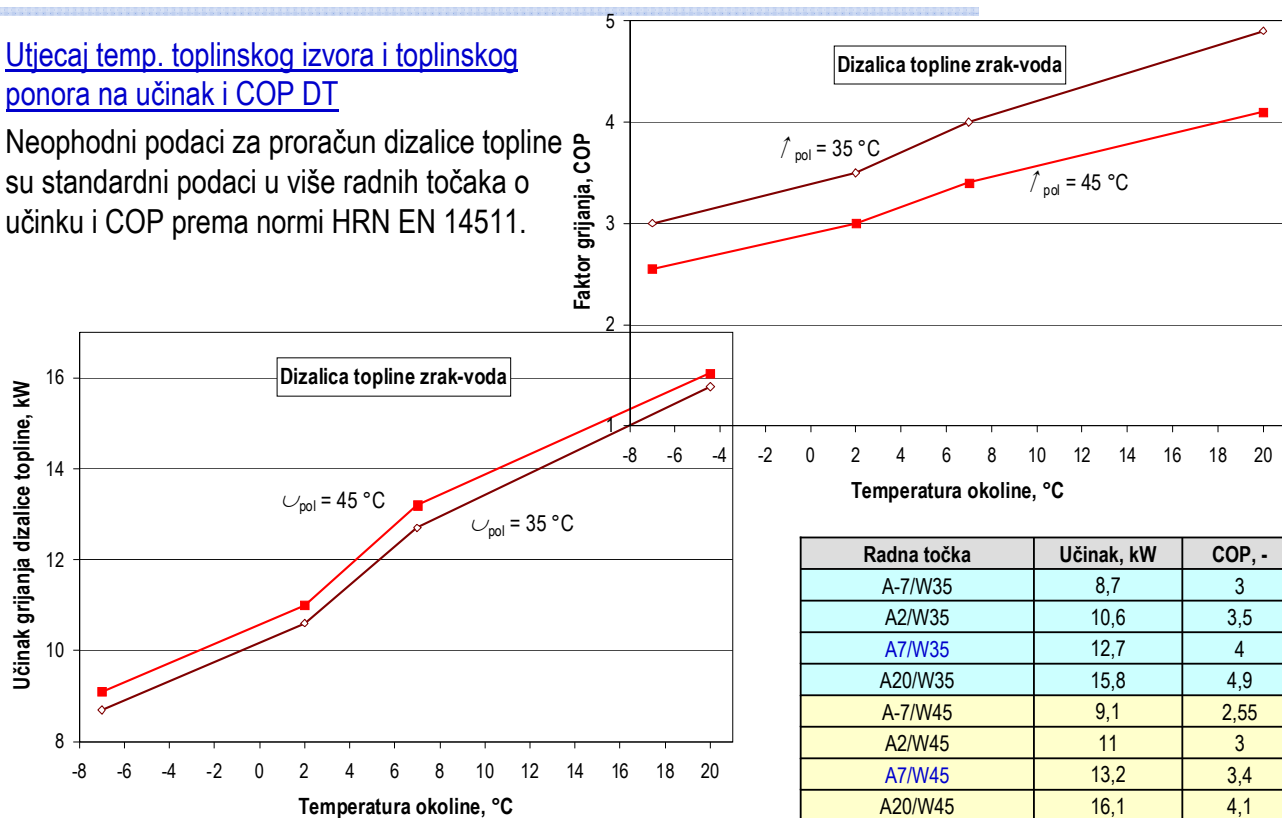 Utjecaj temp. toplinskog izvora i toplinskog
ponora na učinak i COP DT
Neophodni podaci za proračun dizalice topline
su standardni podaci u više radnih točaka o
učinku i COP prema normi HRN EN 14511.
Faktor grijanja, COP
5
4
3
2
1
Dizalica topline zrak-voda
pol = 35 °C
pol = 45 °C
-8 -6 -4 -2 0 2 4 6 8 10 12 14 16 18 20
Temperatura okoline, °C
Učinak grijanja dizalice topline, kW
16
14
12
10
8
Dizalica topline zrak-voda
pol = 45 °C
pol = 35 °C
-8 -6 -4 -2 0 2 4 6 8 10 12 14 16 18 20
Temperatura okoline, °C
Radna točka Učinak, kW COP, -
A-7/W35 8,7 3
A2/W35 10,6 3,5
A7/W35 12,7 4
A20/W35 15,8 4,9
A-7/W45 9,1 2,55
A2/W45 11 3
A7/W45 13,2 3,4
A20/W45 16,1 4,1